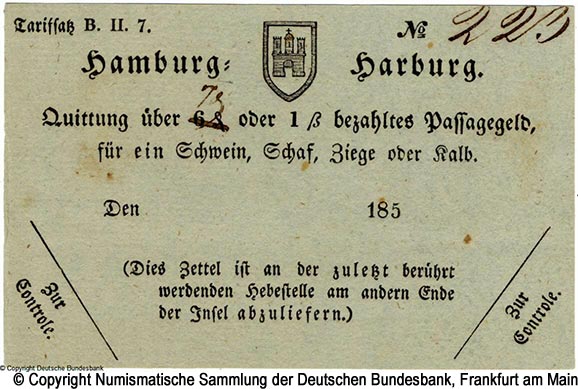 Tarifsatz B. II. 7.
№ 223
Hamburg- Harburg.
Quittung über 6 oder 1 ß bezahltes Passagegeld,
für ein Schwein, Schaf, Ziege oder Kalb.
Den 185
(Dies Zettel ist an der zuletzt berührt
werdenden Hebestelle am andern Ende
der Insel abzuliefern.)
Zur
Controle.
Zur
Controle.
© Copyright Deutsche Bundesbank
© Copyright Numismatische Sammlung der Deutschen Bundesbank, Frankfurt am Main